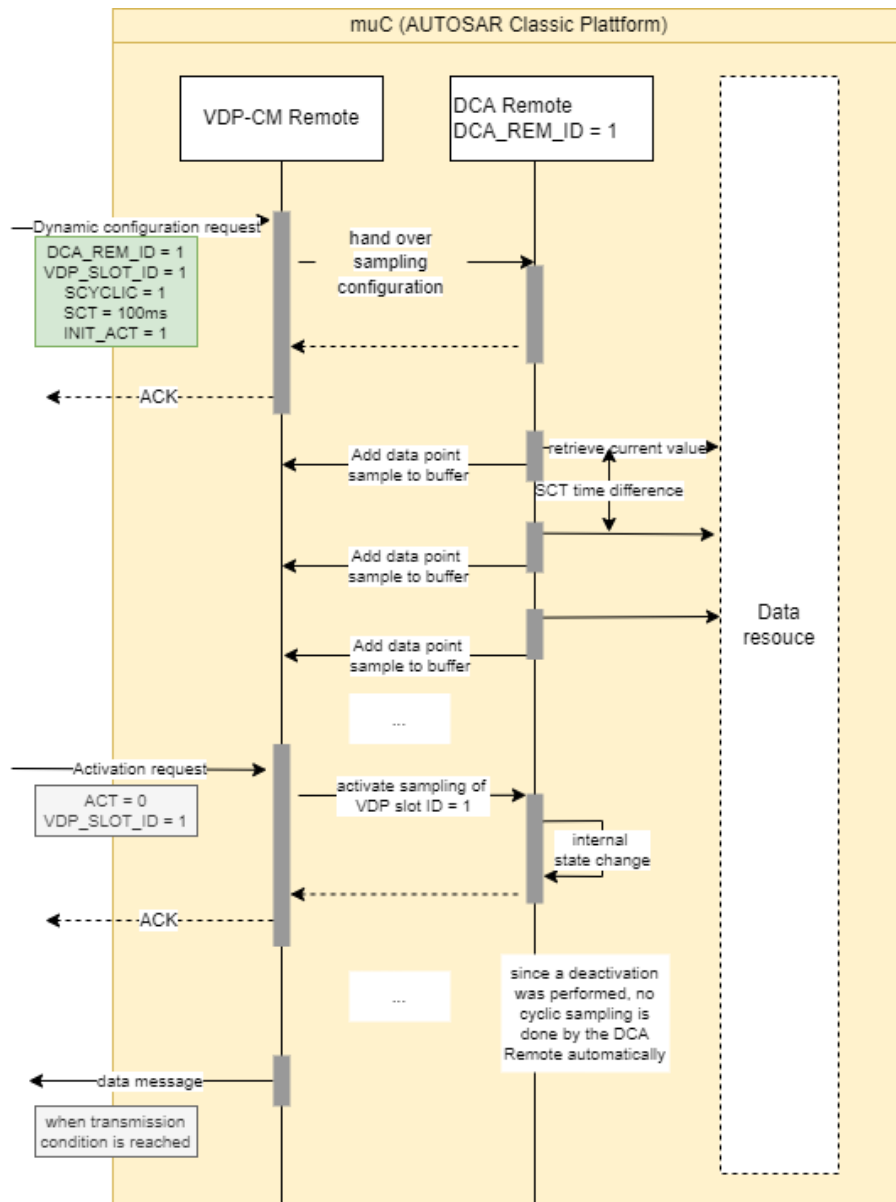 muC (AUTOSAR Classic Plattform)
VDP-CM Remote
DCA Remote
DCA_REM_ID = 1
Dynamic configuration request
DCA_REM_ID = 1
VDP_SLOT_ID = 1
SCYCLIC = 1
SCT = 100ms
INIT_ACT = 1
hand over
sampling
configuration
ACK
retrieve current value
Add data point
sample to buffer
SCT time difference
Add data point
sample to buffer
Data
resouce
Add data point
sample to buffer
...
Activation request
ACT = 0
VDP_SLOT_ID = 1
activate sampling of
VDP slot ID = 1
internal
state change
ACK
...
since a deactivation
was performed, no
cyclic sampling is
done by the DCA
Remote automatically
data message
when transmission
condition is reached